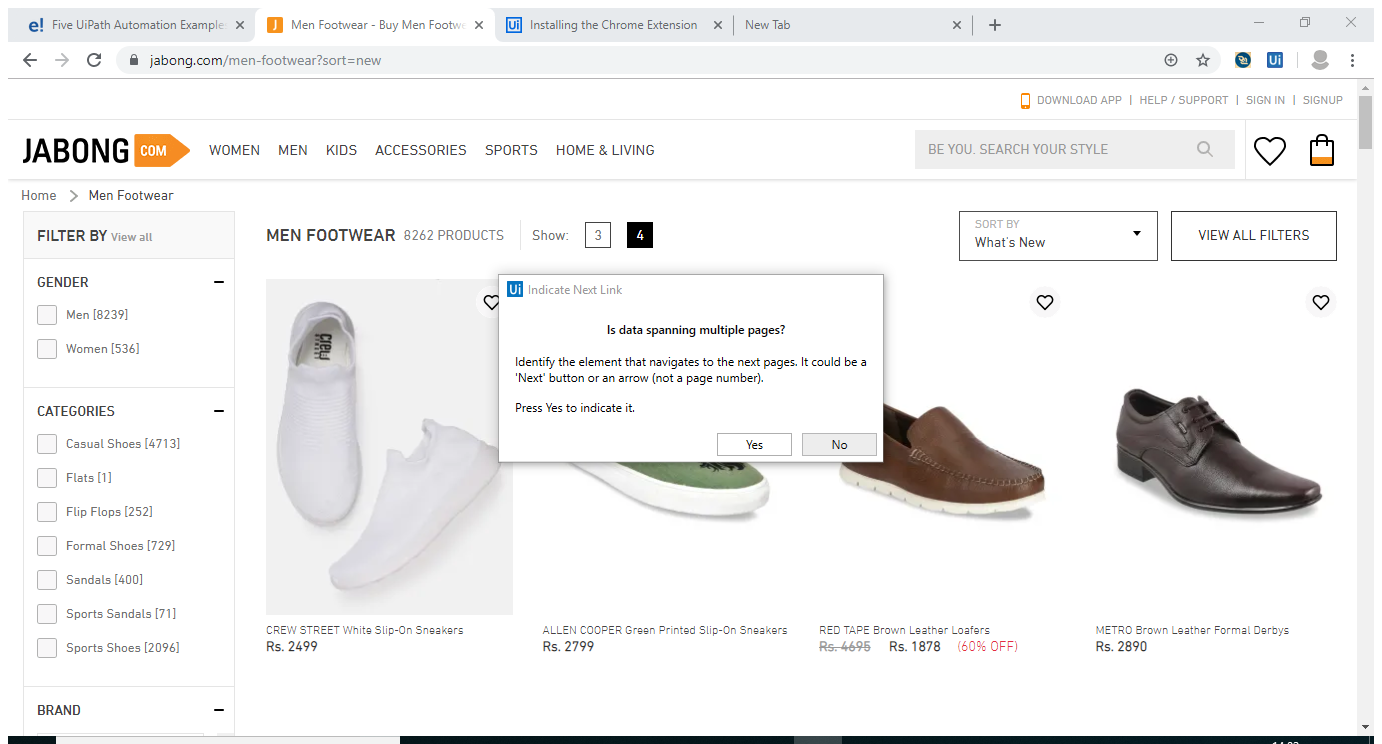 e! Five UiPath Automation Example
J Men Footwear - Buy Men Footwe
Ui Installing the Chrome Extension
New Tab
jabong.com/men-footwear?sort=new
Ui
DOWNLOAD APP | HELP / SUPPORT | SIGN IN | SIGNUP
JABONG COM
WOMEN MEN KIDS ACCESSORIES SPORTS HOME & LIVING
BE YOU. SEARCH YOUR STYLE
Home > Men Footwear
FILTER BY View all
MEN FOOTWEAR 8262 PRODUCTS
Show: 3 4
SORT BY
What's New
VIEW ALL FILTERS
GENDER
Men [8239]
Women [536]
CATEGORIES
Casual Shoes [4713]
Flats [1]
Flip Flops [252]
Formal Shoes [729]
Sandals [400]
Sports Sandals [71]
Sports Shoes [2096]
BRAND
Ui Indicate Next Link
Is data spanning multiple pages?
Identify the element that navigates to the next pages. It could be a
'Next' button or an arrow (not a page number).
Press Yes to indicate it.
Yes No
crew
STREET
CREW STREET White Slip-On Sneakers
Rs. 2499
ALLEN COOPER Green Printed Slip-On Sneakers
Rs. 2799
RED TAPE Brown Leather Loafers
Rs. 4695 Rs. 1878 (60% OFF)
METRO Brown Leather Formal Derbys
Rs. 2890